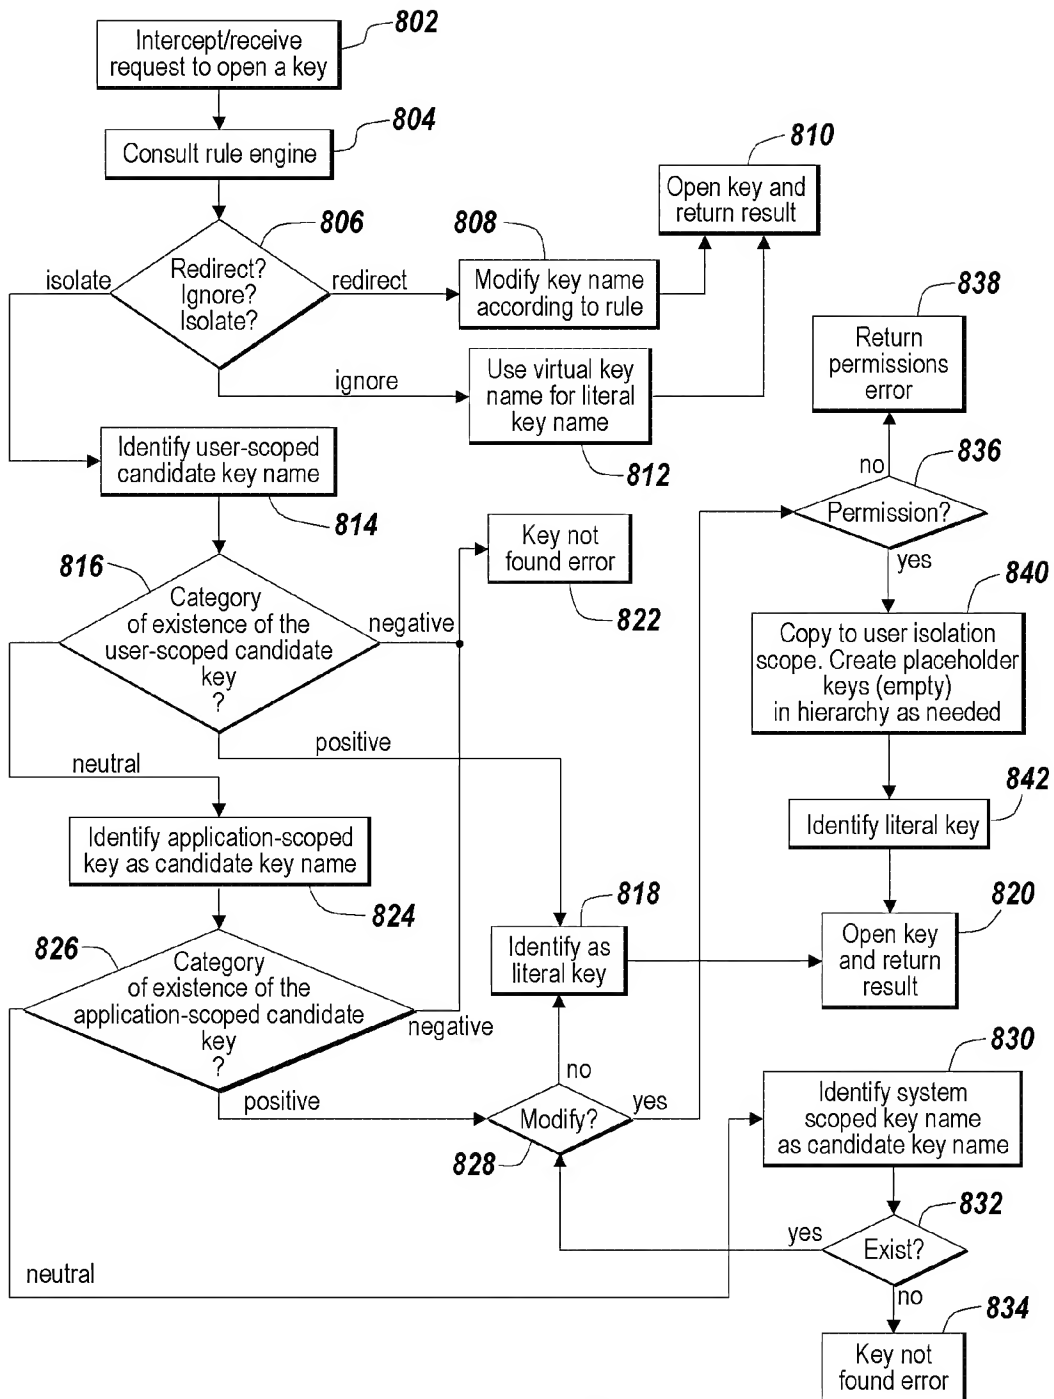 802
Intercept/receive
request to open a key
804
Consult rule engine
806
Redirect?
Ignore?
Isolate?
isolate
redirect
808
Modify key name
according to rule
810
Open key and
return result
ignore
Use virtual key
name for literal
key name
812
838
Return
permissions
error
Identify user-scoped
candidate key name
814
no
836
Permission?
yes
816
Category
of existence of the
user-scoped candidate
key
?
negative
Key not
found error
822
840
Copy to user isolation
scope. Create placeholder
keys (empty)
in hierarchy as needed
positive
neutral
842
Identify literal key
Identify application-scoped
key as candidate key name
824
818
Identify as
literal key
820
Open key
and return
result
826
Category
of existence of the
application-scoped candidate
key
?
negative
positive
no
Modify?
yes
828
830
Identify system
scoped key name
as candidate key name
832
yes
Exist?
neutral
no
834
Key not
found error